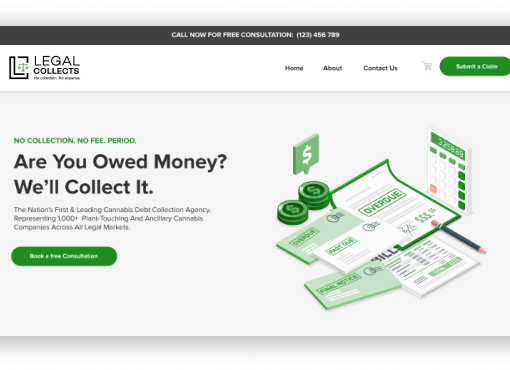 CALL NOW FOR FREE CONSULTATION: (123) 456 789
LEGAL
COLLECTS
No collection. No expense.
Home
About
Contact Us
Submit a Claim
NO COLLECTION. NO FEE. PERIOD.
Are You Owed Money?
We'll Collect It.
The Nation's First & Leading Cannabis Debt Collection Agency,
Representing 1,000+ Plant-Touching And Ancillary Cannabis
Companies Across All Legal Markets.
Book a free Consultation
$
OVERDUE
OVERDUE
PAST DUE
$$$
BILL
FINAL NOTICE